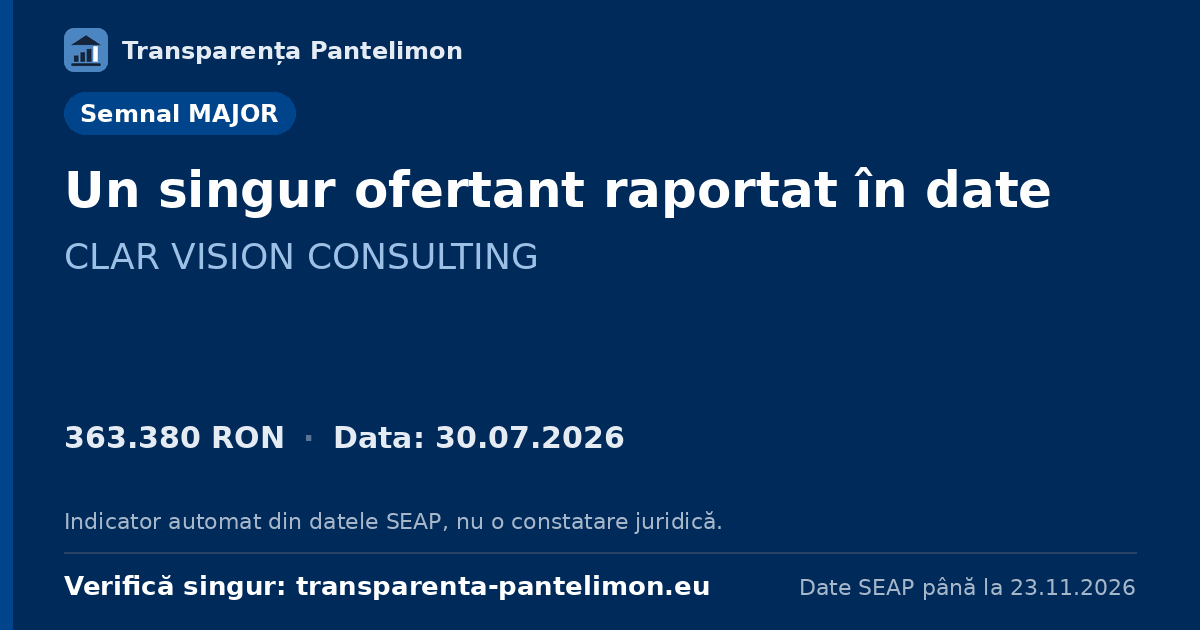 Transparența Pantelimon
Semnal MAJOR
Un singur ofertant raportat în date
CLAR VISION CONSULTING
363.380 RON · Data: 30.07.2026
Indicator automat din datele SEAP, nu o constatare juridică.
Verifică singur: transparenta-pantelimon.eu
Date SEAP până la 23.11.2026